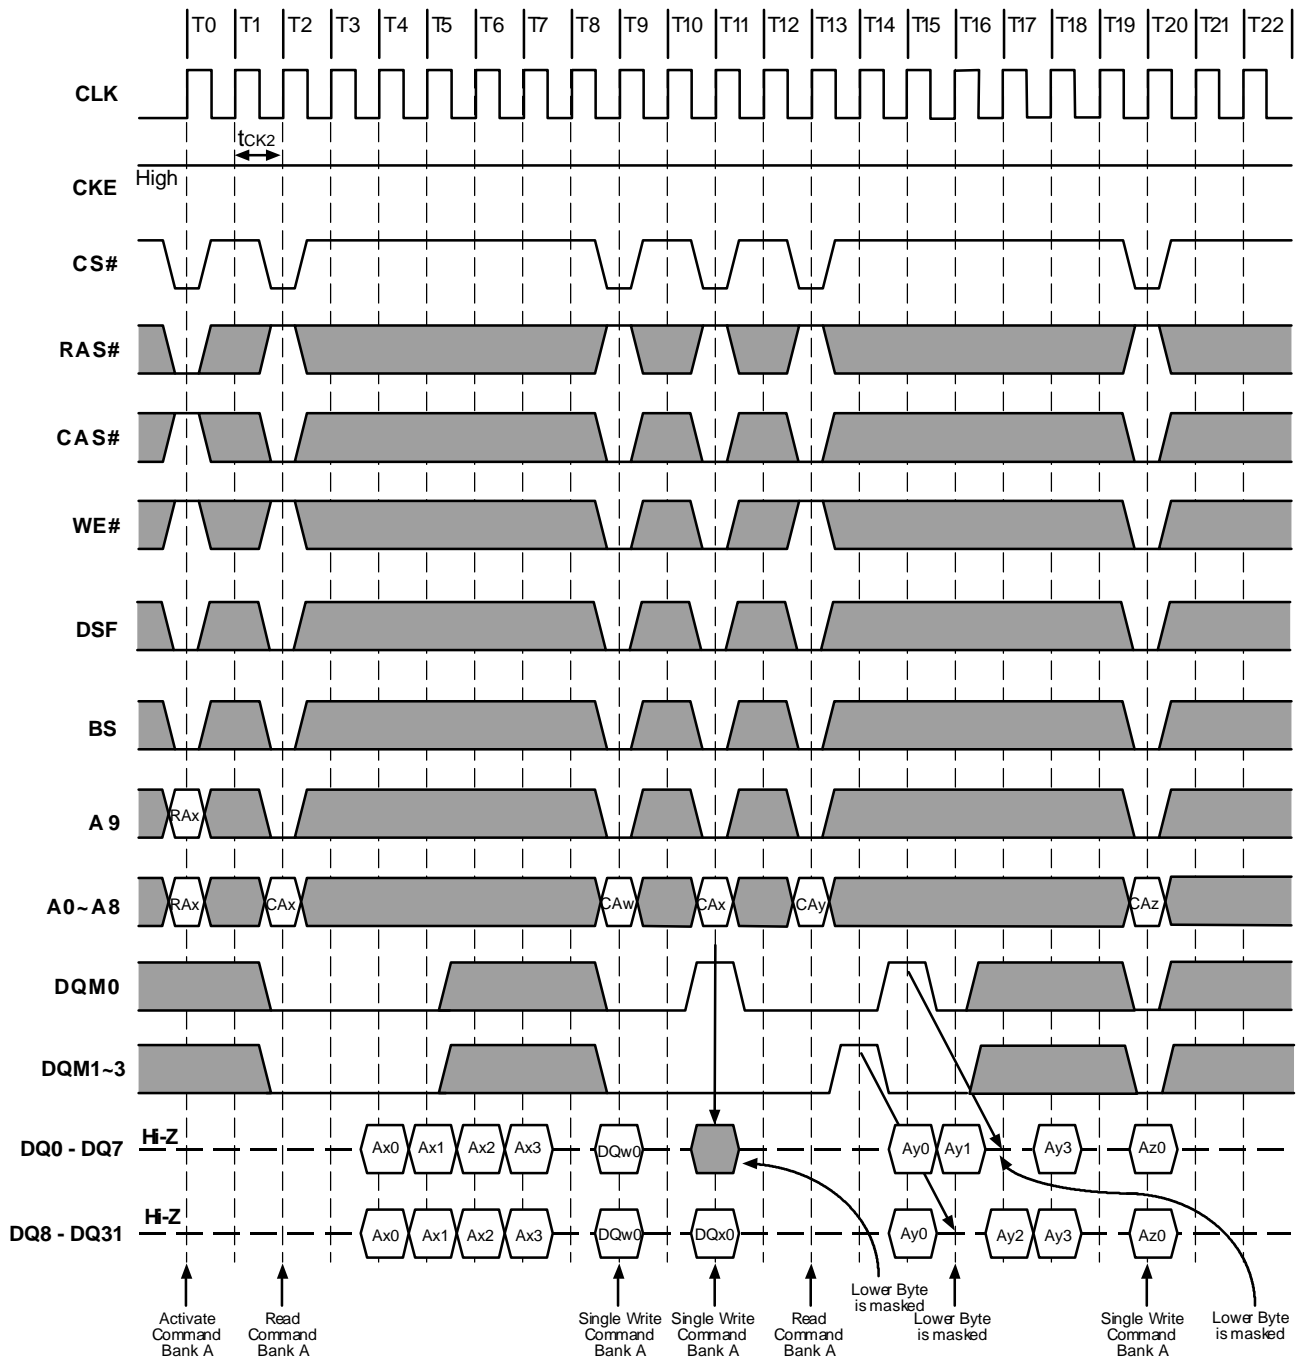 T0 T1 T2 T3 T4 T5 T6 T7 T8 T9 T10 T11 T12 T13 T14 T15 T16 T17 T18 T19 T20 T21 T22
CLK
tCK2
High
CKE
CS#
RAS#
CAS#
WE#
DSF
BS
A9
RAx
A0~A8
RAx CAx CAw CAx CAy CAz
DQM0
DQM1~3
DQ0 - DQ7
Hi-Z
Ax0 Ax1 Ax2 Ax3 DQw0 Ay0 Ay1 Ay3 Az0
DQ8 - DQ31
Hi-Z
Ax0 Ax1 Ax2 Ax3 DQw0 DQx0 Ay0 Ay2 Ay3 Az0
Activate
Command
Bank A
Read
Command
Bank A
Single Write
Command
Bank A
Single Write
Command
Bank A
Read
Command
Bank A
Lower Byte
is masked
Lower Byte
is masked
Single Write
Command
Bank A
Lower Byte
is masked